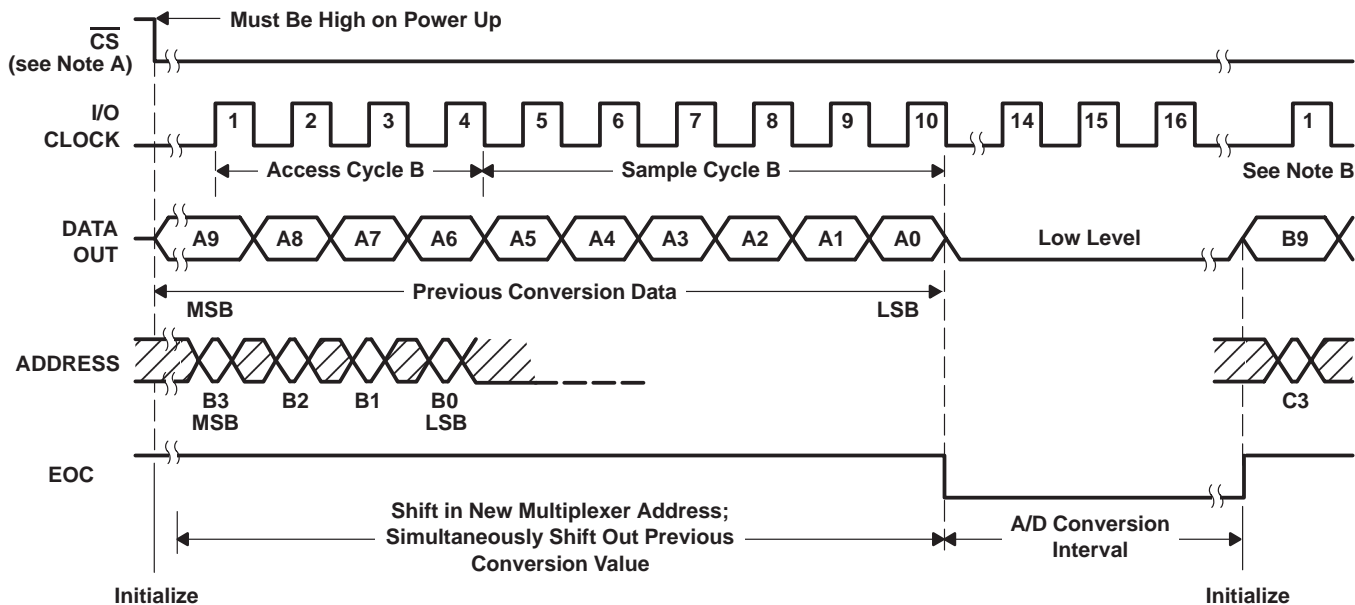 Must Be High on Power Up
CS
(see Note A)
I/O
CLOCK
1 2 3 4 5 6 7 8 9 10 14 15 16 1
Access Cycle B
Sample Cycle B
See Note B
DATA
OUT
A9 A8 A7 A6 A5 A4 A3 A2 A1 A0
Low Level
B9
Previous Conversion Data
MSB
LSB
ADDRESS
B3 B2 B1 B0
MSB
LSB
C3
EOC
Shift in New Multiplexer Address;
Simultaneously Shift Out Previous
Conversion Value
A/D Conversion
Interval
Initialize
Initialize